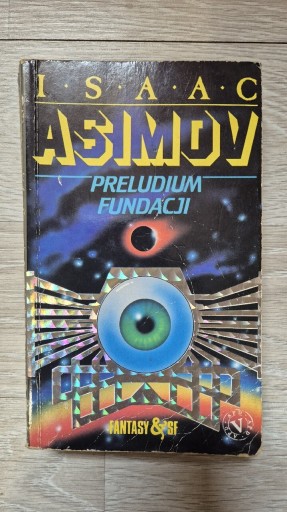 I·S·A·A·C
ASIMOV
PRELUDIUM
FUNDACJI
FANTASY & SF
V